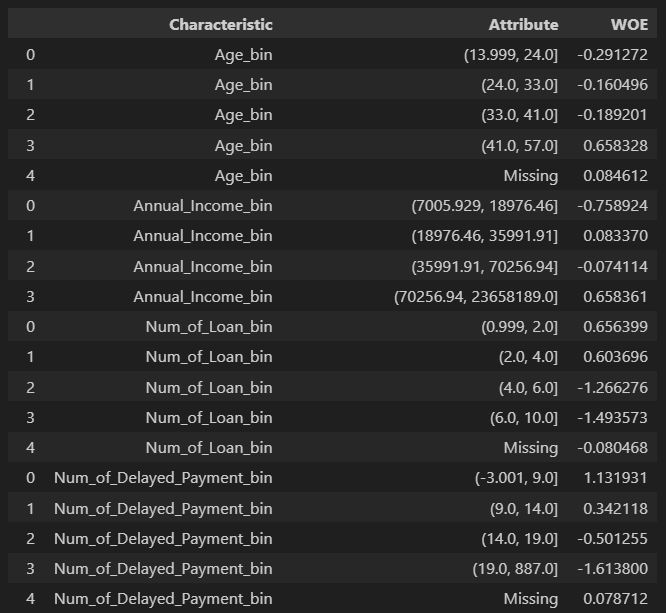 Characteristic Attribute WOE
0 Age_bin (13.999, 24.0] -0.291272
1 Age_bin (24.0, 33.0] -0.160496
2 Age_bin (33.0, 41.0] -0.189201
3 Age_bin (41.0, 57.0] 0.658328
4 Age_bin Missing 0.084612
0 Annual_Income_bin (7005.929, 18976.46] -0.758924
1 Annual_Income_bin (18976.46, 35991.91] 0.083370
2 Annual_Income_bin (35991.91, 70256.94] -0.074114
3 Annual_Income_bin (70256.94, 23658189.0] 0.658361
0 Num_of_Loan_bin (0.999, 2.0] 0.656399
1 Num_of_Loan_bin (2.0, 4.0] 0.603696
2 Num_of_Loan_bin (4.0, 6.0] -1.266276
3 Num_of_Loan_bin (6.0, 10.0] -1.493573
4 Num_of_Loan_bin Missing -0.080468
0 Num_of_Delayed_Payment_bin (-3.001, 9.0] 1.131931
1 Num_of_Delayed_Payment_bin (9.0, 14.0] 0.342118
2 Num_of_Delayed_Payment_bin (14.0, 19.0] -0.501255
3 Num_of_Delayed_Payment_bin (19.0, 887.0] -1.613800
4 Num_of_Delayed_Payment_bin Missing 0.078712